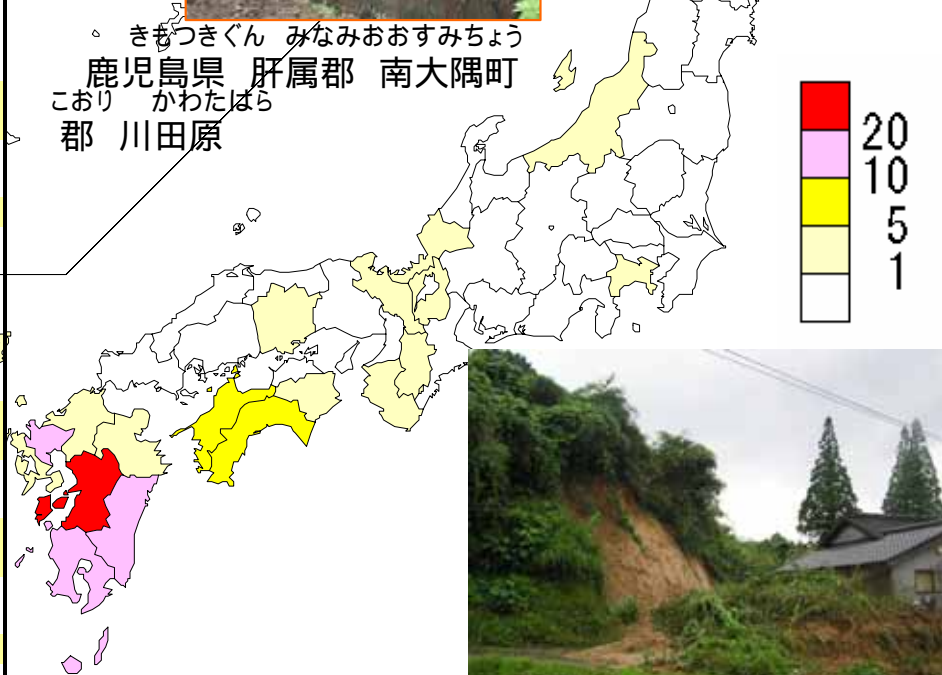 きもつきぐん みなみおおすみちょう
鹿児島県 肝属郡 南大隅町
こおり かわたはら
郡 川田原
20
10
5
1